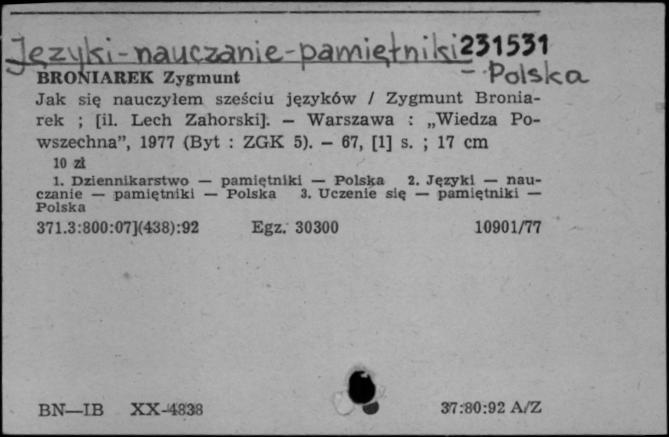 Języki-nauczanie-pamiętniki 231531
- Polska
BRONIAREK Zygmunt
Jak się nauczyłem sześciu języków / Zygmunt Bronia-
rek ; [il. Lech Zahorski]. — Warszawa : „Wiedza Po-
wszechna”, 1977 (Byt : ZGK 5). — 67, [1] s. ; 17 cm
10 zł
1. Dziennikarstwo — pamiętniki — Polska 2. Języki — nau-
czanie — pamiętniki — Polska 3. Uczenie się — pamiętniki —
Polska
371.3:800:07](438):92 Egz. 30300 10901/77
BN—IB XX-4838 37:80:92 A/Z